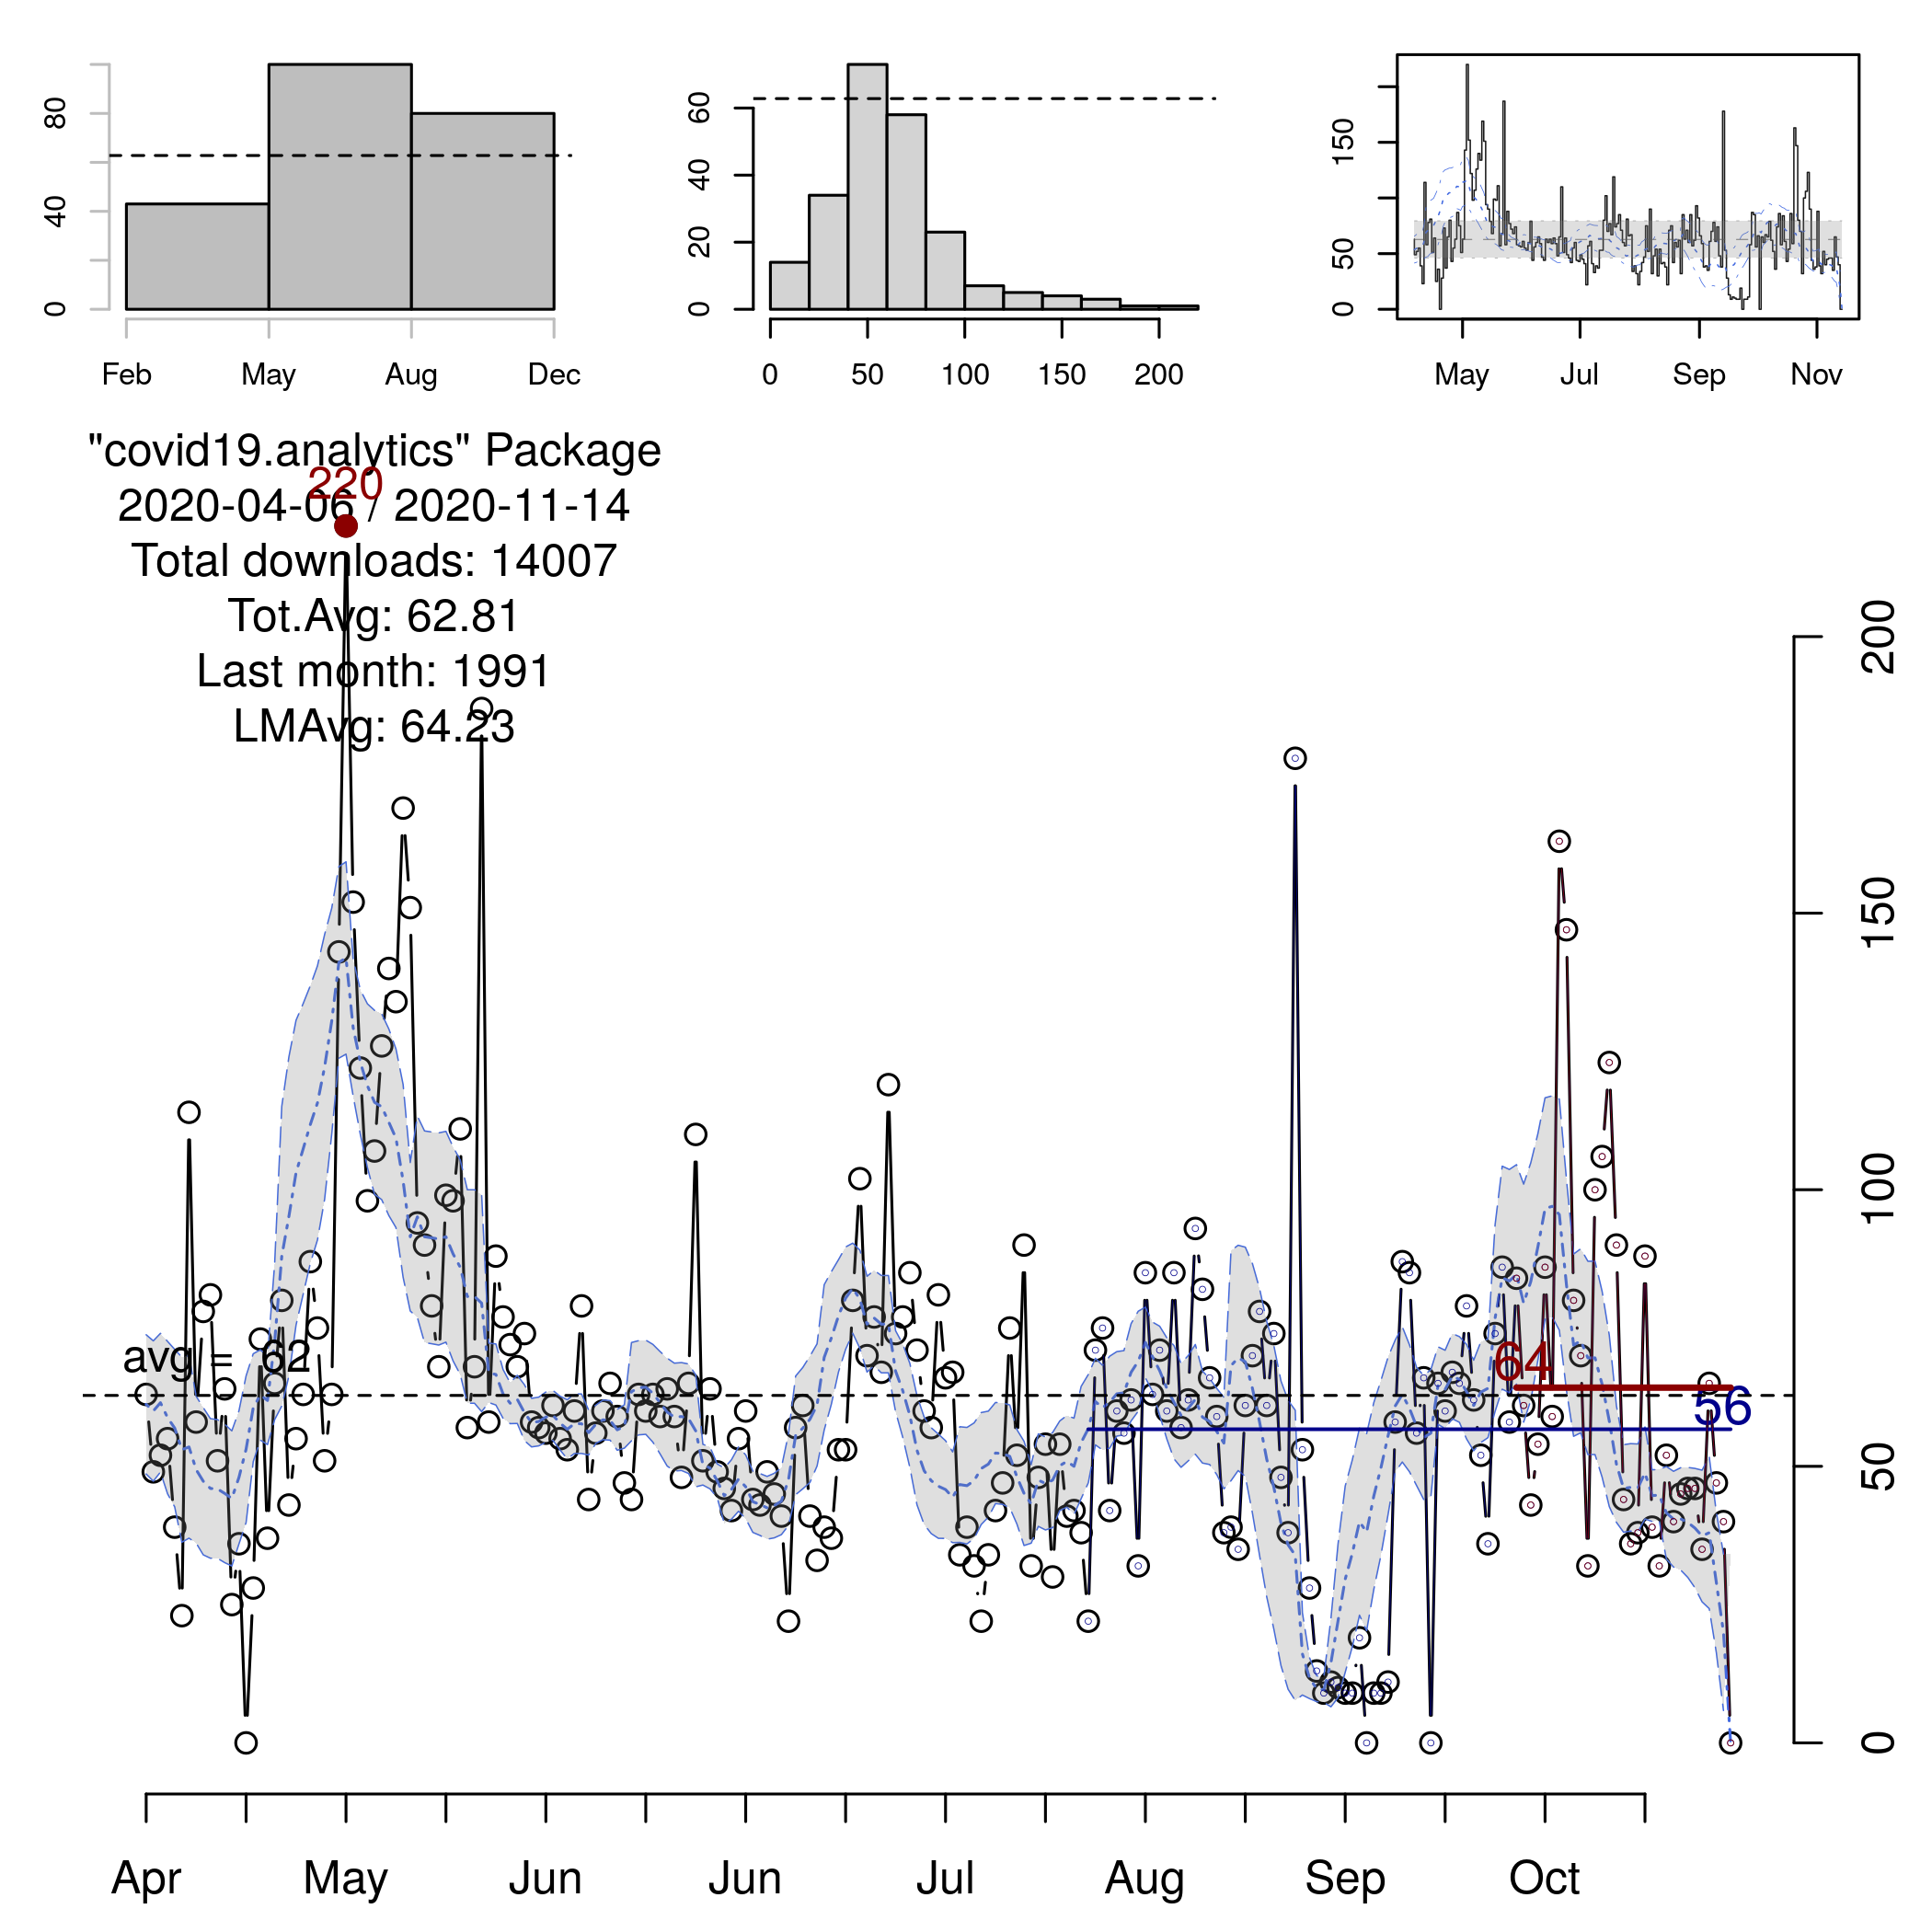 80
40
0
Feb May Aug Dec
60
40
20
0
0 50 100 150 200
150
50
0
May Jul Sep Nov
"covid19.analytics" Package
220
2020-04-06 / 2020-11-14
Total downloads: 14007
Tot.Avg: 62.81
Last month: 1991
LMAvg: 64.23
avg = 62
64
56
200
150
100
50
0
Apr May Jun Jun Jul Aug Sep Oct